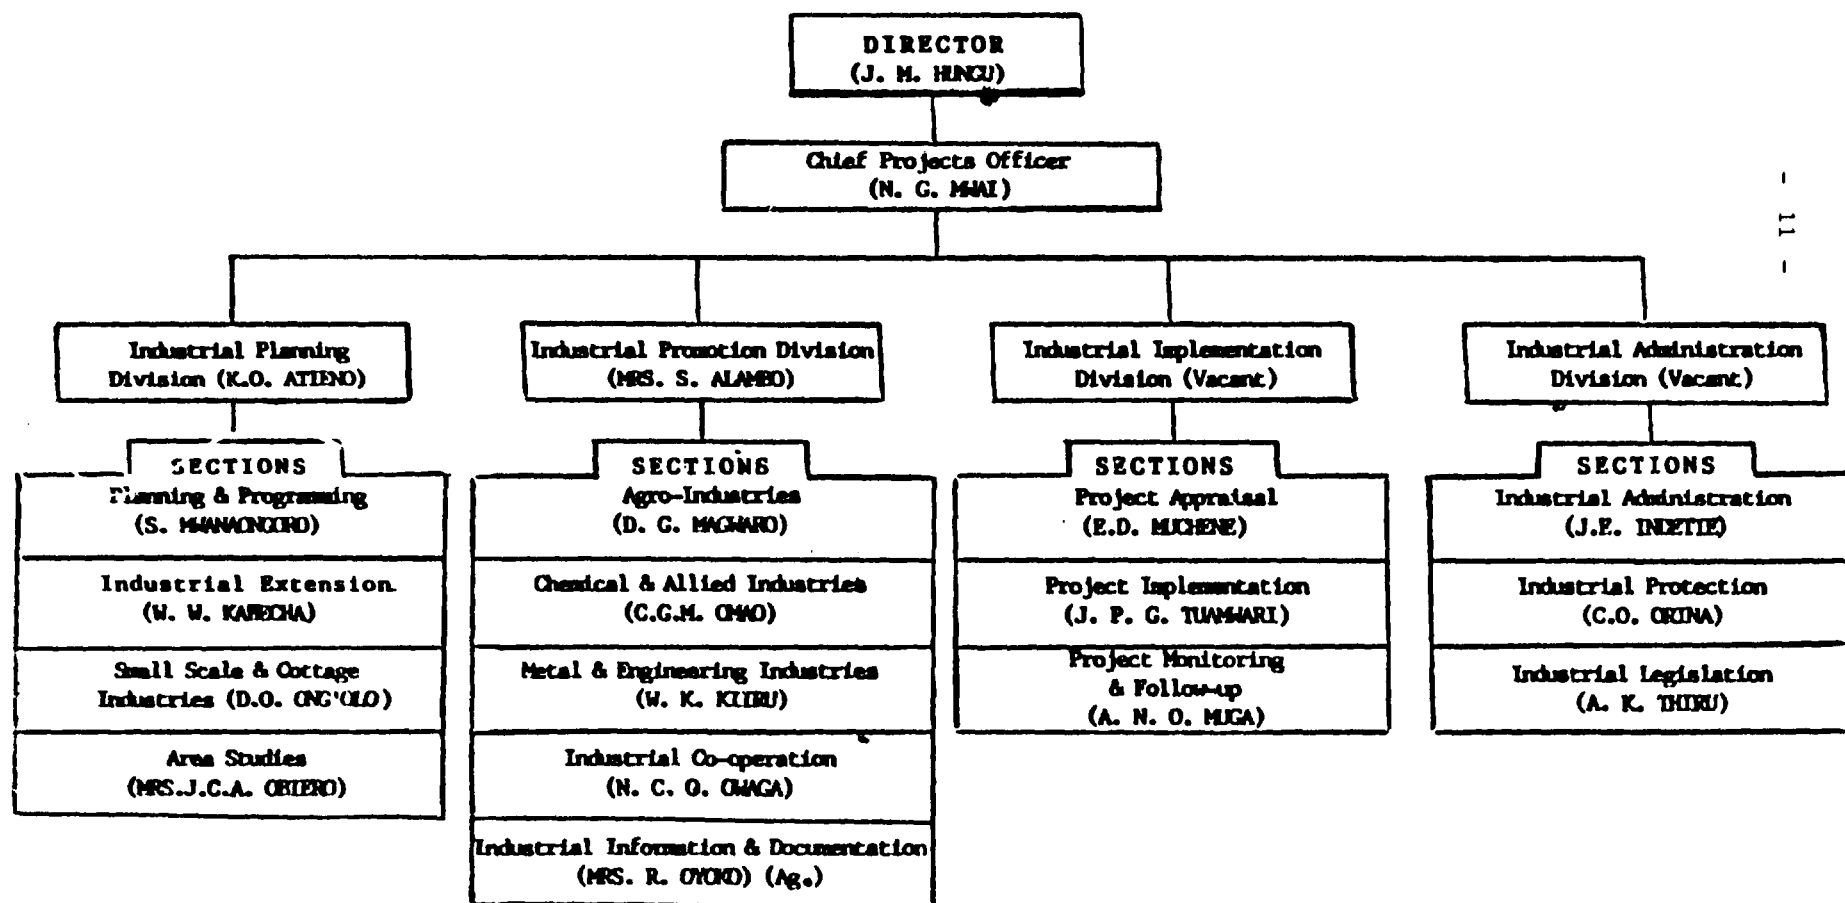 DIRECTOR
(J. M. HUNGU)
Chief Projects Officer
(N. G. MWAI)
- 11 -
Industrial Planning
Division (K.O. ATIENO)
Industrial Promotion Division
(MRS. S. ALAMBO)
Industrial Implementation
Division (Vacant)
Industrial Administration
Division (Vacant)
SECTIONS
Planning & Programming
(S. MWANAONGORO)
Industrial Extension
(W. W. KAMECHA)
Small Scale & Cottage
Industries (D.O. ONG'OLO)
Area Studies
(MRS.J.C.A. OBIERO)
SECTIONS
Agro-Industries
(D. G. MAGWARO)
Chemical & Allied Industries
(C.G.M. OMAO)
Metal & Engineering Industries
(W. K. KIIRU)
Industrial Co-operation
(N. C. O. OWAGA)
Industrial Information & Documentation
(MRS. R. OYOKO) (Ag.)
SECTIONS
Project Appraisal
(E.D. MUCHENE)
Project Implementation
(J. P. G. TUAMWARI)
Project Monitoring
& Follow-up
(A. N. O. MUGA)
SECTIONS
Industrial Administration
(J.E. INDETIE)
Industrial Protection
(C.O. ORINA)
Industrial Legislation
(A. K. THIRU)